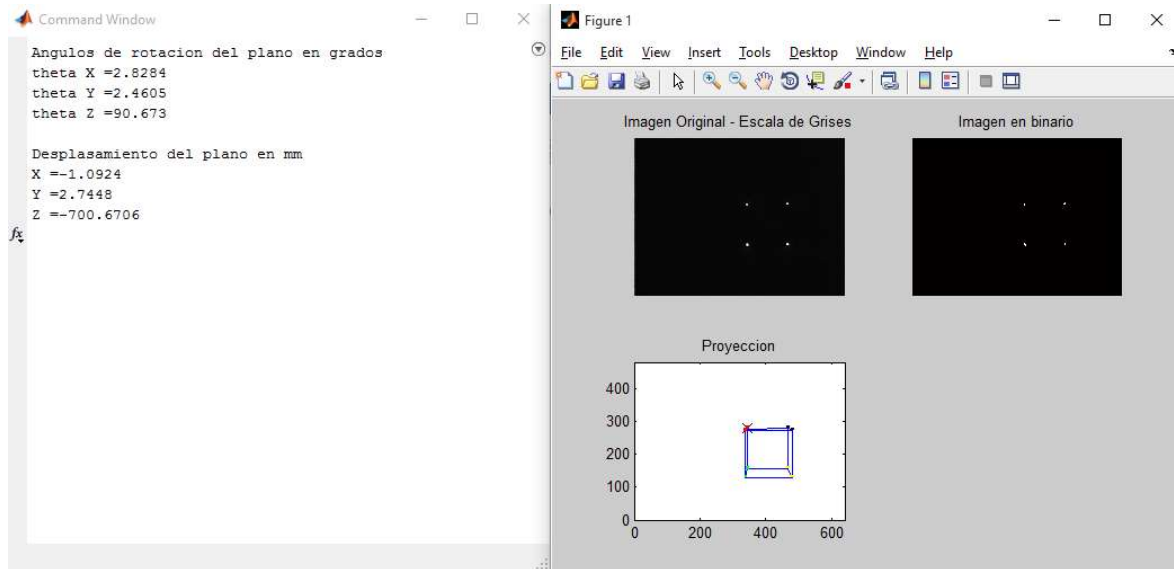 Command Window
Angulos de rotacion del plano en grados
theta X =2.8284
theta Y =2.4605
theta Z =90.673
Desplasamiento del plano en mm
X =-1.0924
Y =2.7448
Z =-700.6706
fx
Figure 1
File Edit View Insert Tools Desktop Window Help
Imagen Original - Escala de Grises
Imagen en binario
Proyeccion
400
300
200
100
0
0 200 400 600